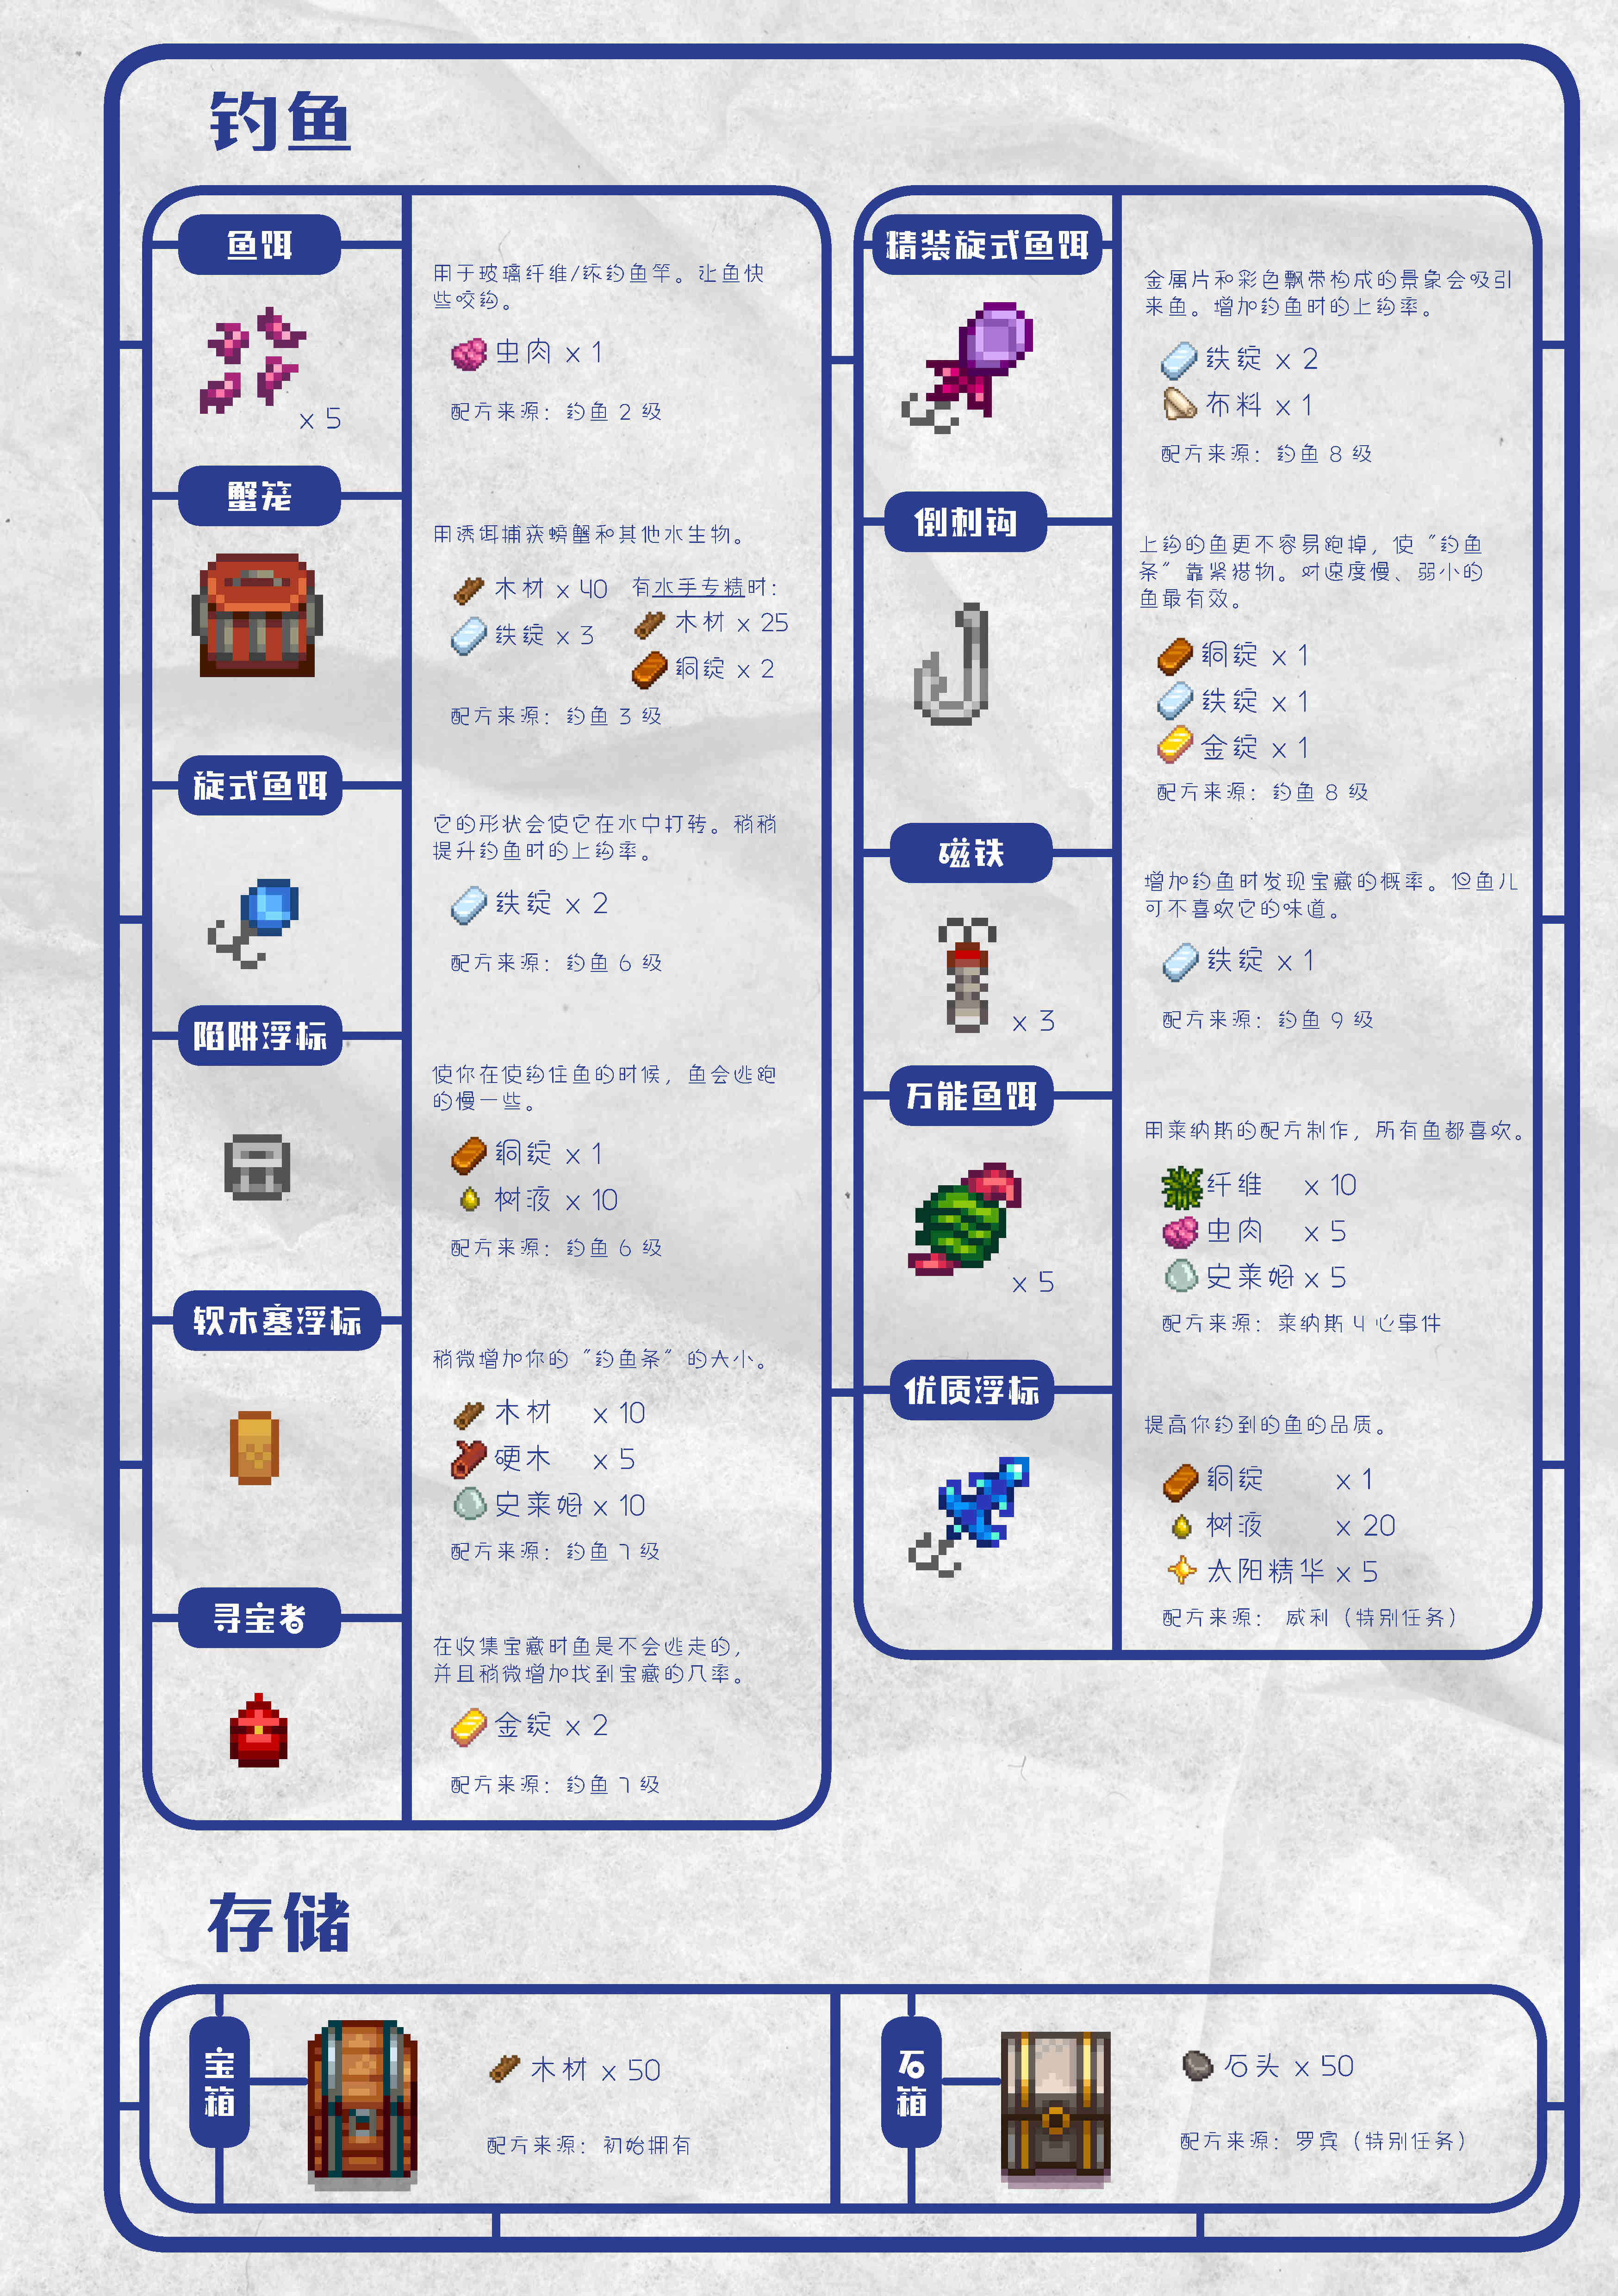 钓鱼
鱼饵
用于玻璃纤维/铱钓鱼竿。让鱼快
些咬钩。
虫肉 x 1
x 5
配方来源：钓鱼 2 级
蟹笼
用诱饵捕获螃蟹和其他水生物。
木材 x 40
铁锭 x 3
有水手专精时：
木材 x 25
铜锭 x 2
配方来源：钓鱼 3 级
旋式鱼饵
它的形状会使它在水中打转。稍稍
提升钓鱼时的上钩率。
铁锭 x 2
配方来源：钓鱼 6 级
陷阱浮标
使你在使钩住鱼的时候，鱼会逃跑
的慢一些。
铜锭 x 1
树液 x 10
配方来源：钓鱼 6 级
软木塞浮标
稍微增加你的“钓鱼条”的大小。
木材 x 10
硬木 x 5
史莱姆 x 10
配方来源：钓鱼 7 级
寻宝者
在收集宝藏时鱼是不会逃走的，
并且稍微增加找到宝藏的几率。
金锭 x 2
配方来源：钓鱼 7 级
精装旋式鱼饵
金属片和彩色飘带构成的景象会吸引
来鱼。增加钓鱼时的上钩率。
铁锭 x 2
布料 x 1
配方来源：钓鱼 8 级
倒刺钩
上钩的鱼更不容易跑掉，使“钓鱼
条”靠紧猎物。对速度慢、弱小的
鱼最有效。
铜锭 x 1
铁锭 x 1
金锭 x 1
配方来源：钓鱼 8 级
磁铁
增加钓鱼时发现宝藏的概率。但鱼儿
可不喜欢它的味道。
铁锭 x 1
x 3
配方来源：钓鱼 9 级
万能鱼饵
用莱纳斯的配方制作，所有鱼都喜欢。
纤维 x 10
虫肉 x 5
史莱姆 x 5
x 5
配方来源：莱纳斯 4 心事件
优质浮标
提高你钓到的鱼的品质。
铜锭 x 1
树液 x 20
太阳精华 x 5
配方来源： 威利（特别任务）
存储
宝箱
木材 x 50
配方来源：初始拥有
石箱
石头 x 50
配方来源：罗宾（特别任务）